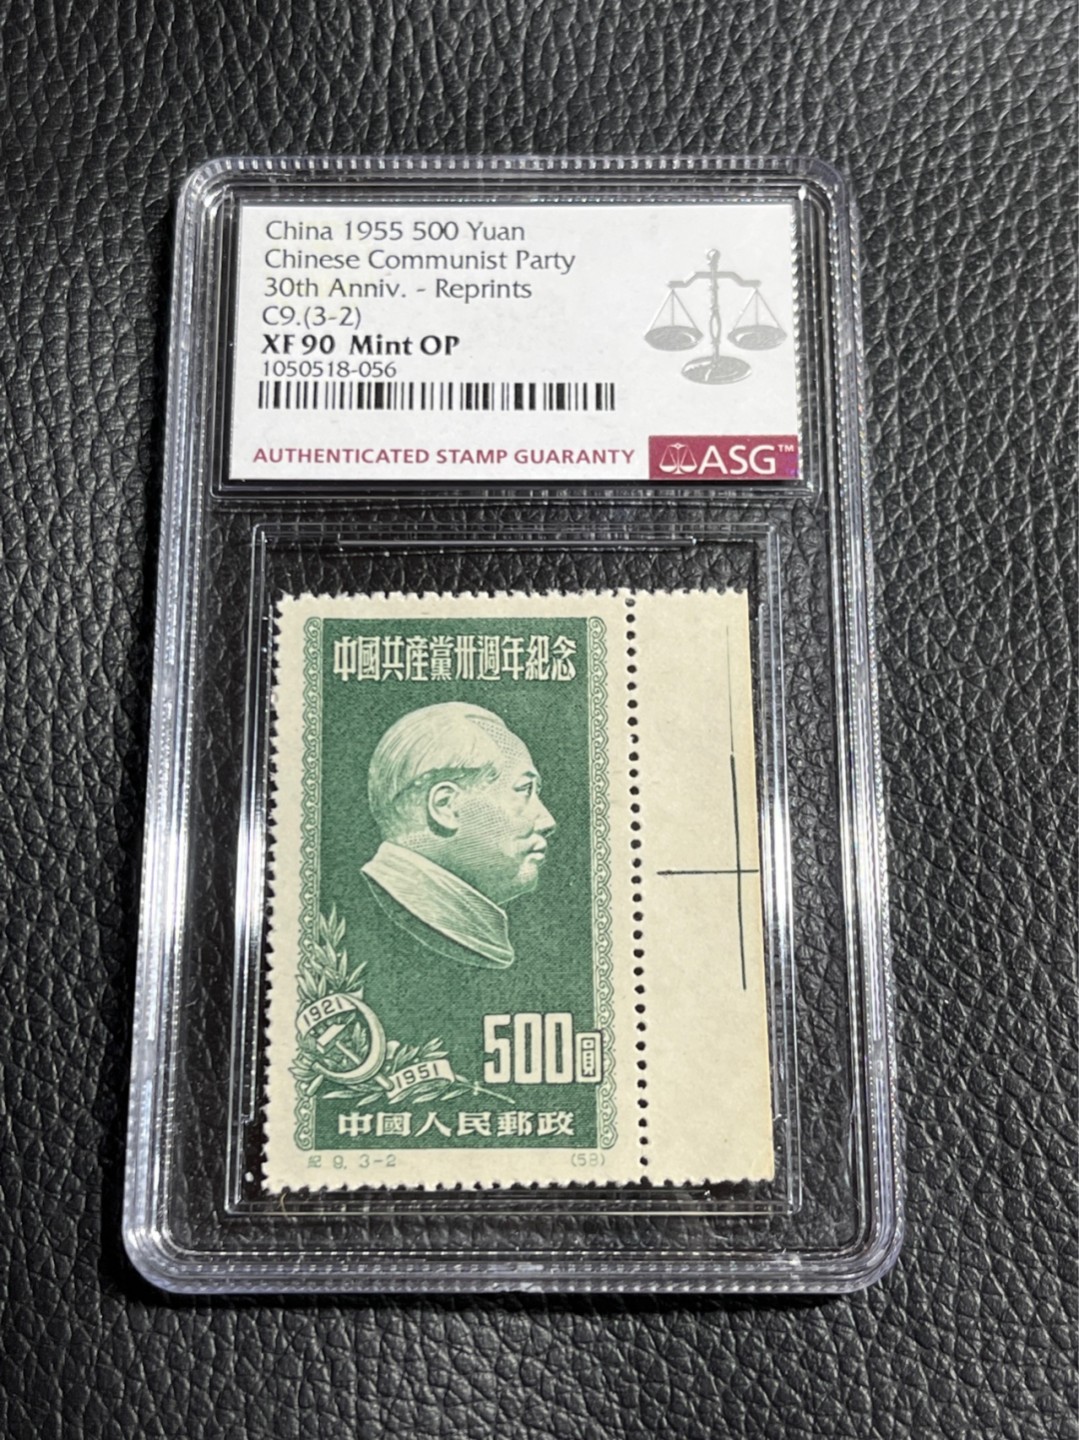 China 1955 500 Yuan
Chinese Communist Party
30th Anniv. - Reprints
C9.(3-2)
XF 90 Mint OP
1050518-056
AUTHENTICATED STAMP GUARANTY
ASG™
中國共産黨卅週年紀念
1921
1951
500圓
中國人民郵政
紀 9. 3-2 (58)